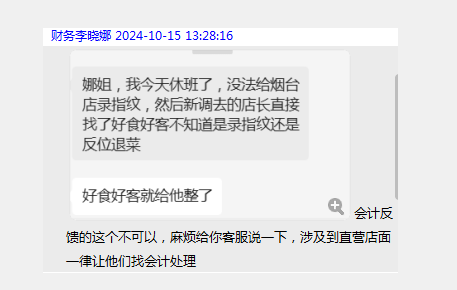 财务李晓娜 2024-10-15 13:28:16
娜姐，我今天休班了，没法给烟台
店录指纹，然后新调去的店长直接
找了好食好客不知道是录指纹还是
反位退菜
好食好客就给他整了
会计反
馈的这个不可以，麻烦给你客服说一下，涉及到直营店面
一律让他们找会计处理